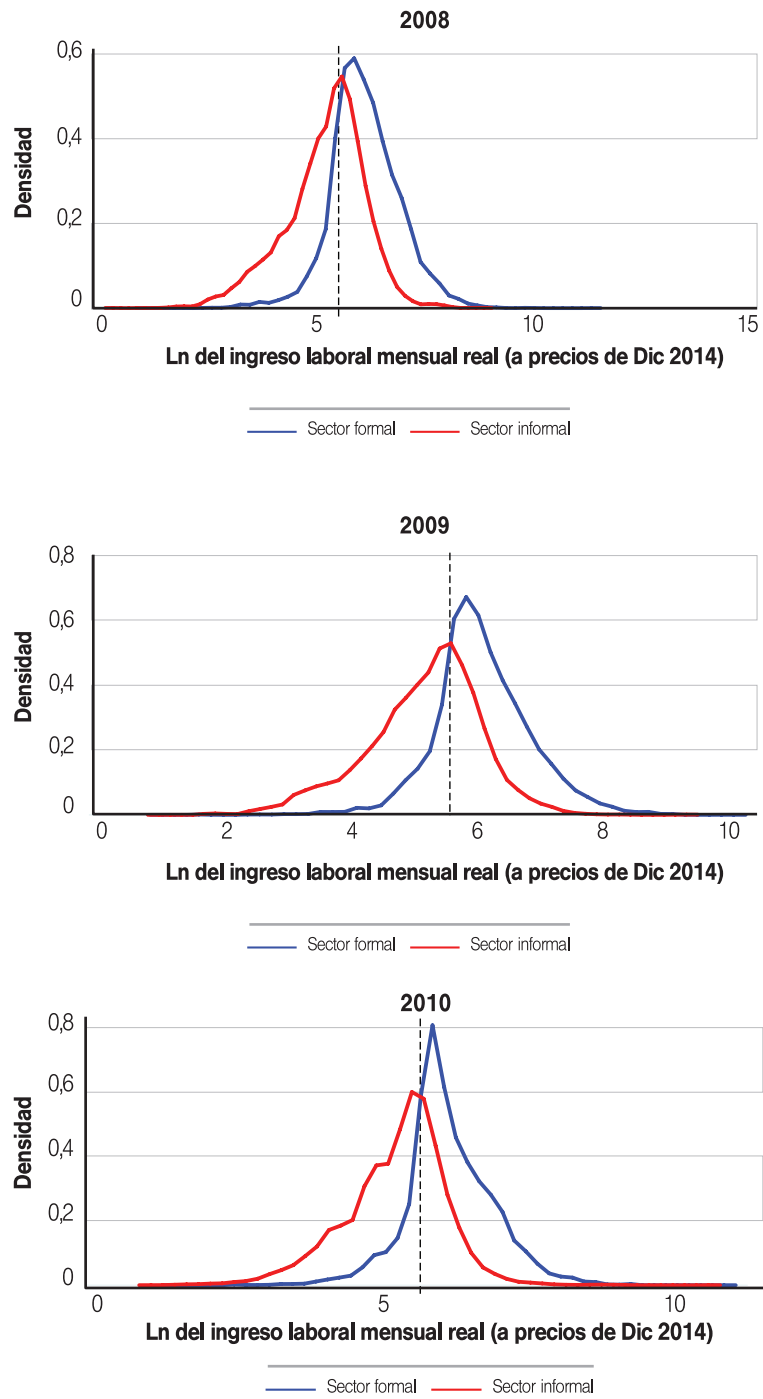 2008
0,6
0,4
0,2
0
Densidad
0 5 10 15
Ln del ingreso laboral mensual real (a precios de Dic 2014)
Sector formal Sector informal
2009
0,8
0,6
0,4
0,2
0
Densidad
0 2 4 6 8 10
Ln del ingreso laboral mensual real (a precios de Dic 2014)
Sector formal Sector informal
2010
0,8
0,6
0,4
0,2
0
Densidad
0 5 10
Ln del ingreso laboral mensual real (a precios de Dic 2014)
Sector formal Sector informal